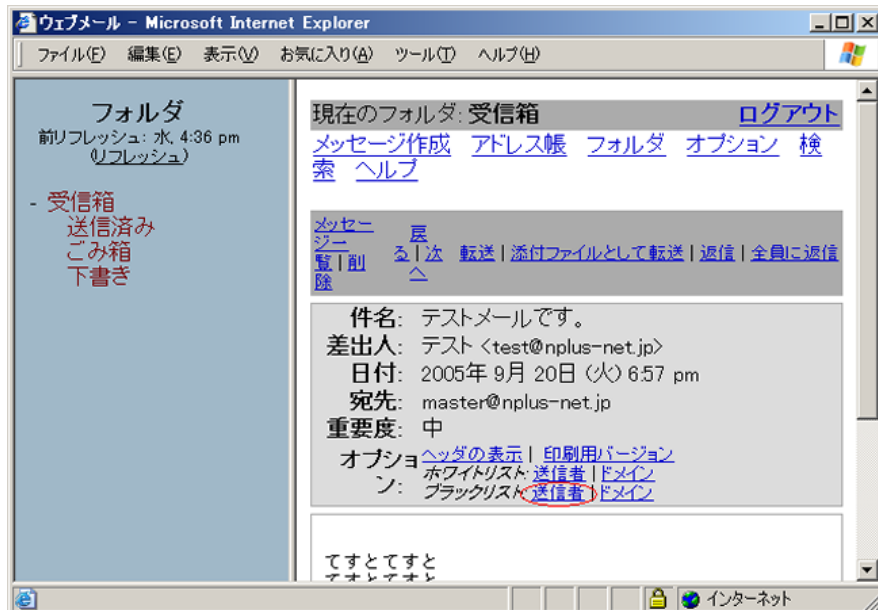 ウェブメール - Microsoft Internet Explorer
ファイル(F) 編集(E) 表示(V) お気に入り(A) ツール(T) ヘルプ(H)
フォルダ
前リフレッシュ: 水, 4:36 pm
(リフレッシュ)
- 受信箱
送信済み
ごみ箱
下書き
現在のフォルダ: 受信箱 ログアウト
メッセージ作成 アドレス帳 フォルダ オプション 検
索 ヘルプ
メッセー
ジ一
覧 | 削
除
戻
る | 次
へ
転送 | 添付ファイルとして転送 | 返信 | 全員に返信
件名: テストメールです。
差出人: テスト <test@nplus-net.jp>
日付: 2005年 9月 20日 (火) 6:57 pm
宛先: master@nplus-net.jp
重要度: 中
オプショ
ン:
ヘッダの表示 | 印刷用バージョン
ホワイトリスト: 送信者 | ドメイン
ブラックリスト: 送信者 | ドメイン
てすとてすと
てすとてすと
インターネット